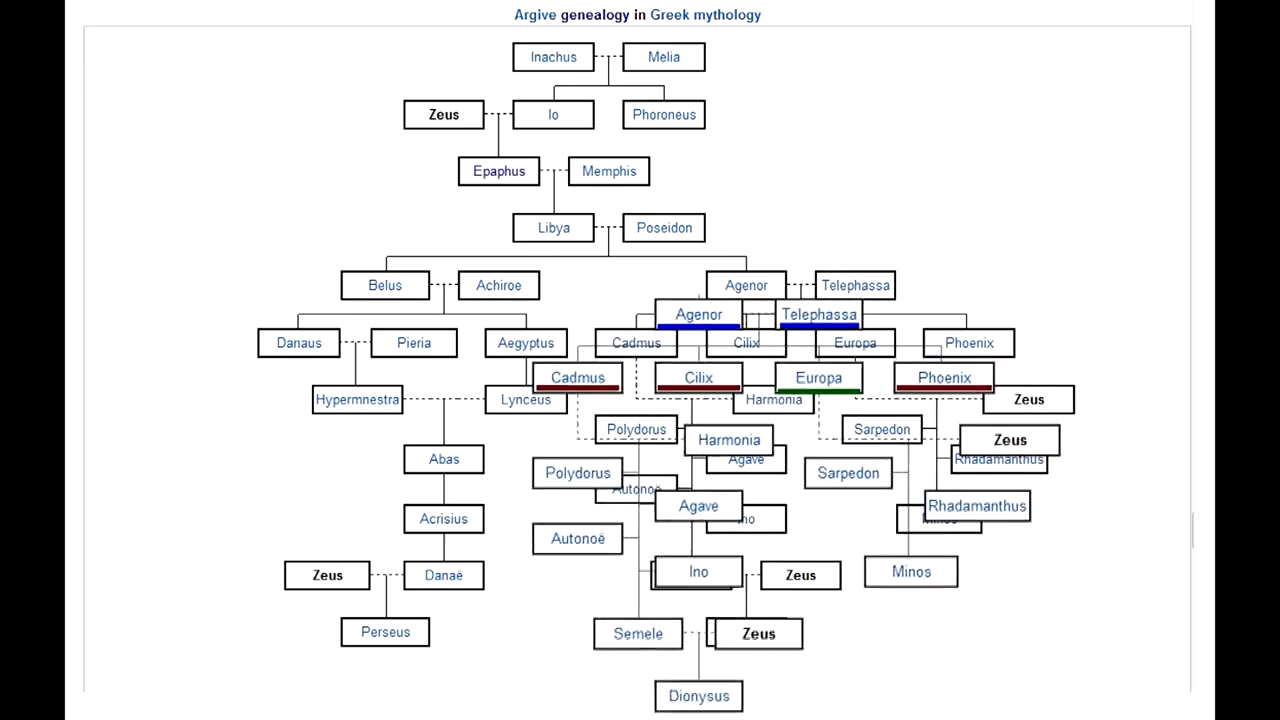 Argive genealogy in Greek mythology
Inachus Melia
Zeus Io Phoroneus
Epaphus Memphis
Libya Poseidon
Belus Achiroe Agenor Telephassa
Agenor Telephassa
Danaus Pieria Aegyptus Cadmus Cilix Europa Phoenix
Cadmus Cilix Europa Phoenix
Hypermnestra Lynceus Harmonia Zeus
Polydorus Sarpedon
Harmonia Zeus
Abas Agave Rhadamanthus
Polydorus Sarpedon
Autonoë
Agave Rhadamanthus
Acrisius Ino Minos
Autonoë
Ino Minos
Zeus Danaë Zeus
Perseus Semele Zeus
Dionysus